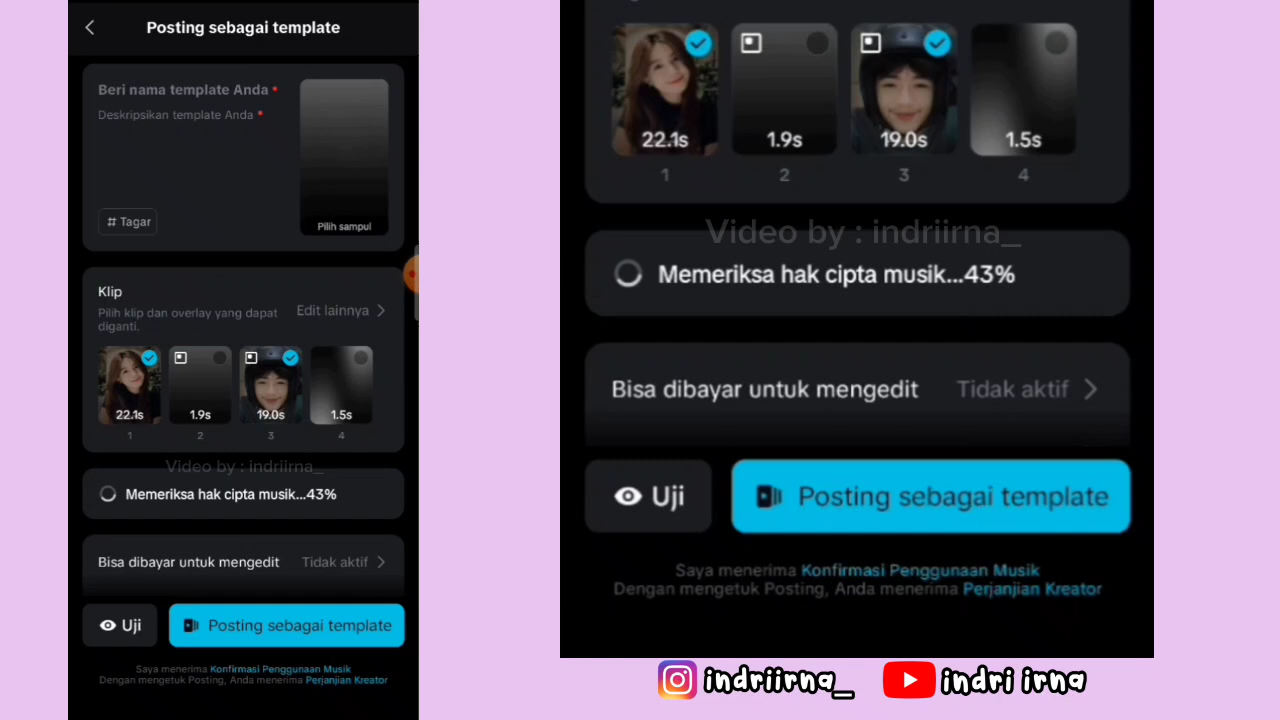 Posting sebagai template
Beri nama template Anda *
Deskripsikan template Anda *
# Tagar
Pilih sampul
Klip
Pilih klip dan overlay yang dapat
diganti.
Edit lainnya
22.1s
1.9s
19.0s
1.5s
1
2
3
4
Video by : indriirna_
Memeriksa hak cipta musik...43%
Bisa dibayar untuk mengedit
Tidak aktif
Uji
Posting sebagai template
Saya menerima Konfirmasi Penggunaan Musik
Dengan mengetuk Posting, Anda menerima Perjanjian Kreator
22.1s
1.9s
19.0s
1.5s
1
2
3
4
Video by : indriirna_
Memeriksa hak cipta musik...43%
Bisa dibayar untuk mengedit
Tidak aktif
Uji
Posting sebagai template
Saya menerima Konfirmasi Penggunaan Musik
Dengan mengetuk Posting, Anda menerima Perjanjian Kreator
indriirna_
indri irna